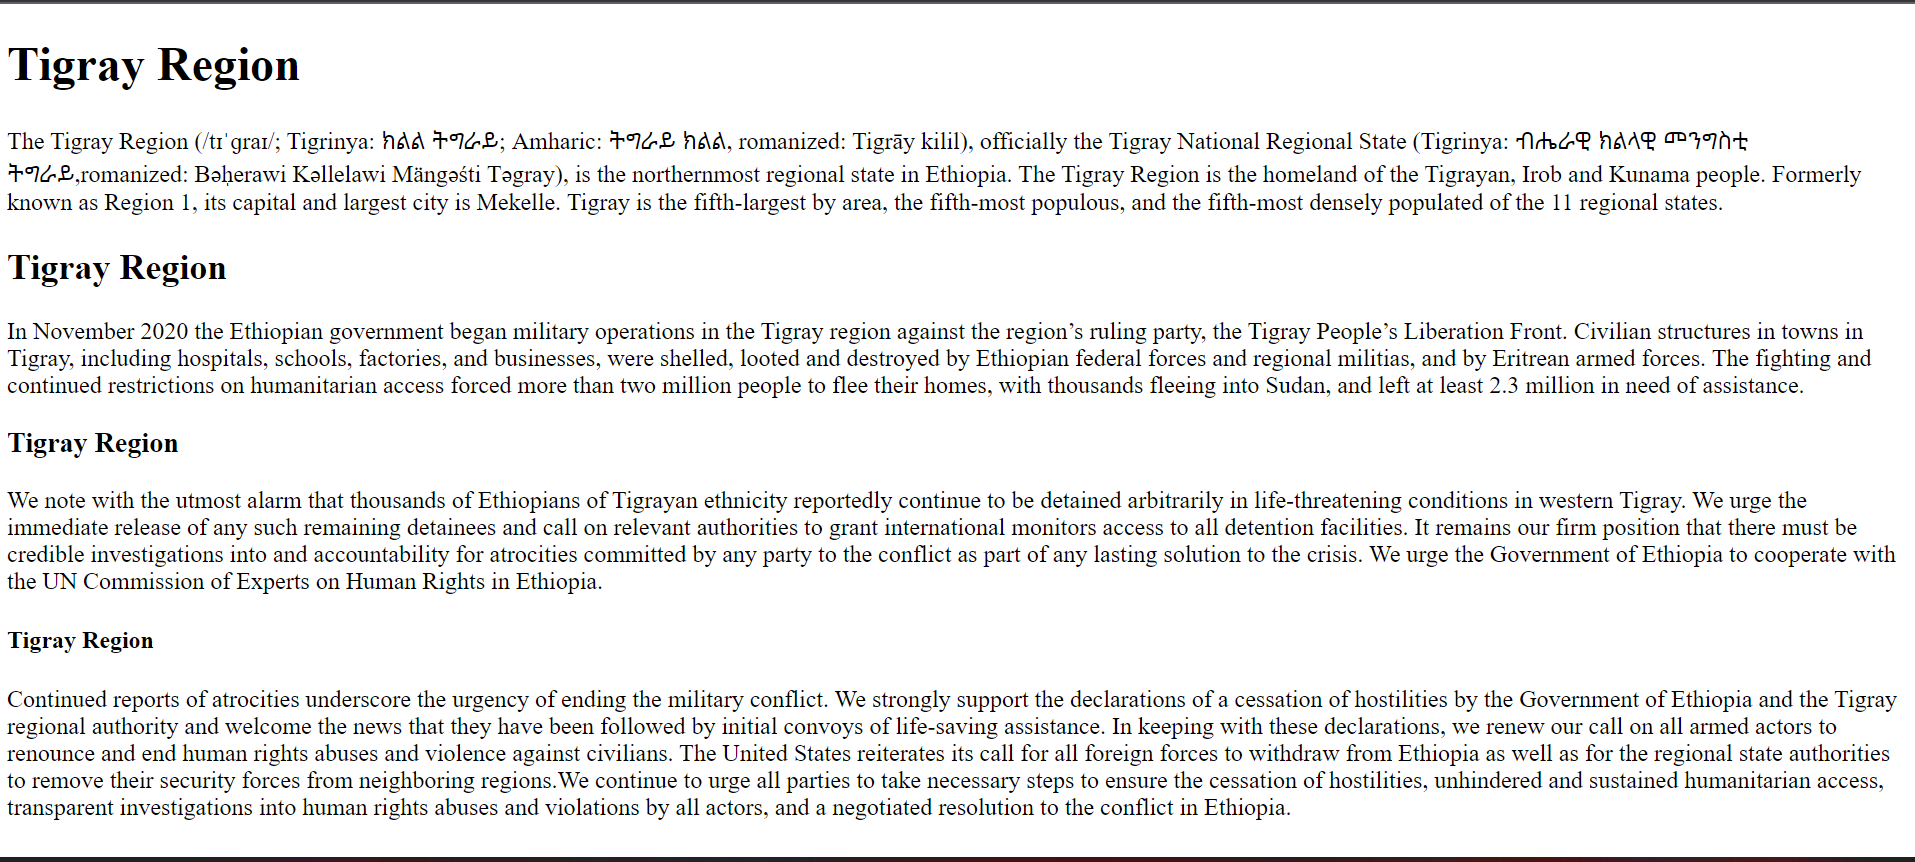 Tigray Region
The Tigray Region (/tɪˈɡraɪ/; Tigrinya: ክልል ትግራይ; Amharic: ትግራይ ክልል, romanized: Tigrāy kilil), officially the Tigray National Regional State (Tigrinya: ብሔራዊ ክልላዊ መንግስቲ
ትግራይ,romanized: Bəḥerawi Kəllelawi Mängəśti Təgray), is the northernmost regional state in Ethiopia. The Tigray Region is the homeland of the Tigrayan, Irob and Kunama people. Formerly
known as Region 1, its capital and largest city is Mekelle. Tigray is the fifth-largest by area, the fifth-most populous, and the fifth-most densely populated of the 11 regional states.
Tigray Region
In November 2020 the Ethiopian government began military operations in the Tigray region against the region’s ruling party, the Tigray People’s Liberation Front. Civilian structures in towns in
Tigray, including hospitals, schools, factories, and businesses, were shelled, looted and destroyed by Ethiopian federal forces and regional militias, and by Eritrean armed forces. The fighting and
continued restrictions on humanitarian access forced more than two million people to flee their homes, with thousands fleeing into Sudan, and left at least 2.3 million in need of assistance.
Tigray Region
We note with the utmost alarm that thousands of Ethiopians of Tigrayan ethnicity reportedly continue to be detained arbitrarily in life-threatening conditions in western Tigray. We urge the
immediate release of any such remaining detainees and call on relevant authorities to grant international monitors access to all detention facilities. It remains our firm position that there must be
credible investigations into and accountability for atrocities committed by any party to the conflict as part of any lasting solution to the crisis. We urge the Government of Ethiopia to cooperate with
the UN Commission of Experts on Human Rights in Ethiopia.
Tigray Region
Continued reports of atrocities underscore the urgency of ending the military conflict. We strongly support the declarations of a cessation of hostilities by the Government of Ethiopia and the Tigray
regional authority and welcome the news that they have been followed by initial convoys of life-saving assistance. In keeping with these declarations, we renew our call on all armed actors to
renounce and end human rights abuses and violence against civilians. The United States reiterates its call for all foreign forces to withdraw from Ethiopia as well as for the regional state authorities
to remove their security forces from neighboring regions.We continue to urge all parties to take necessary steps to ensure the cessation of hostilities, unhindered and sustained humanitarian access,
transparent investigations into human rights abuses and violations by all actors, and a negotiated resolution to the conflict in Ethiopia.